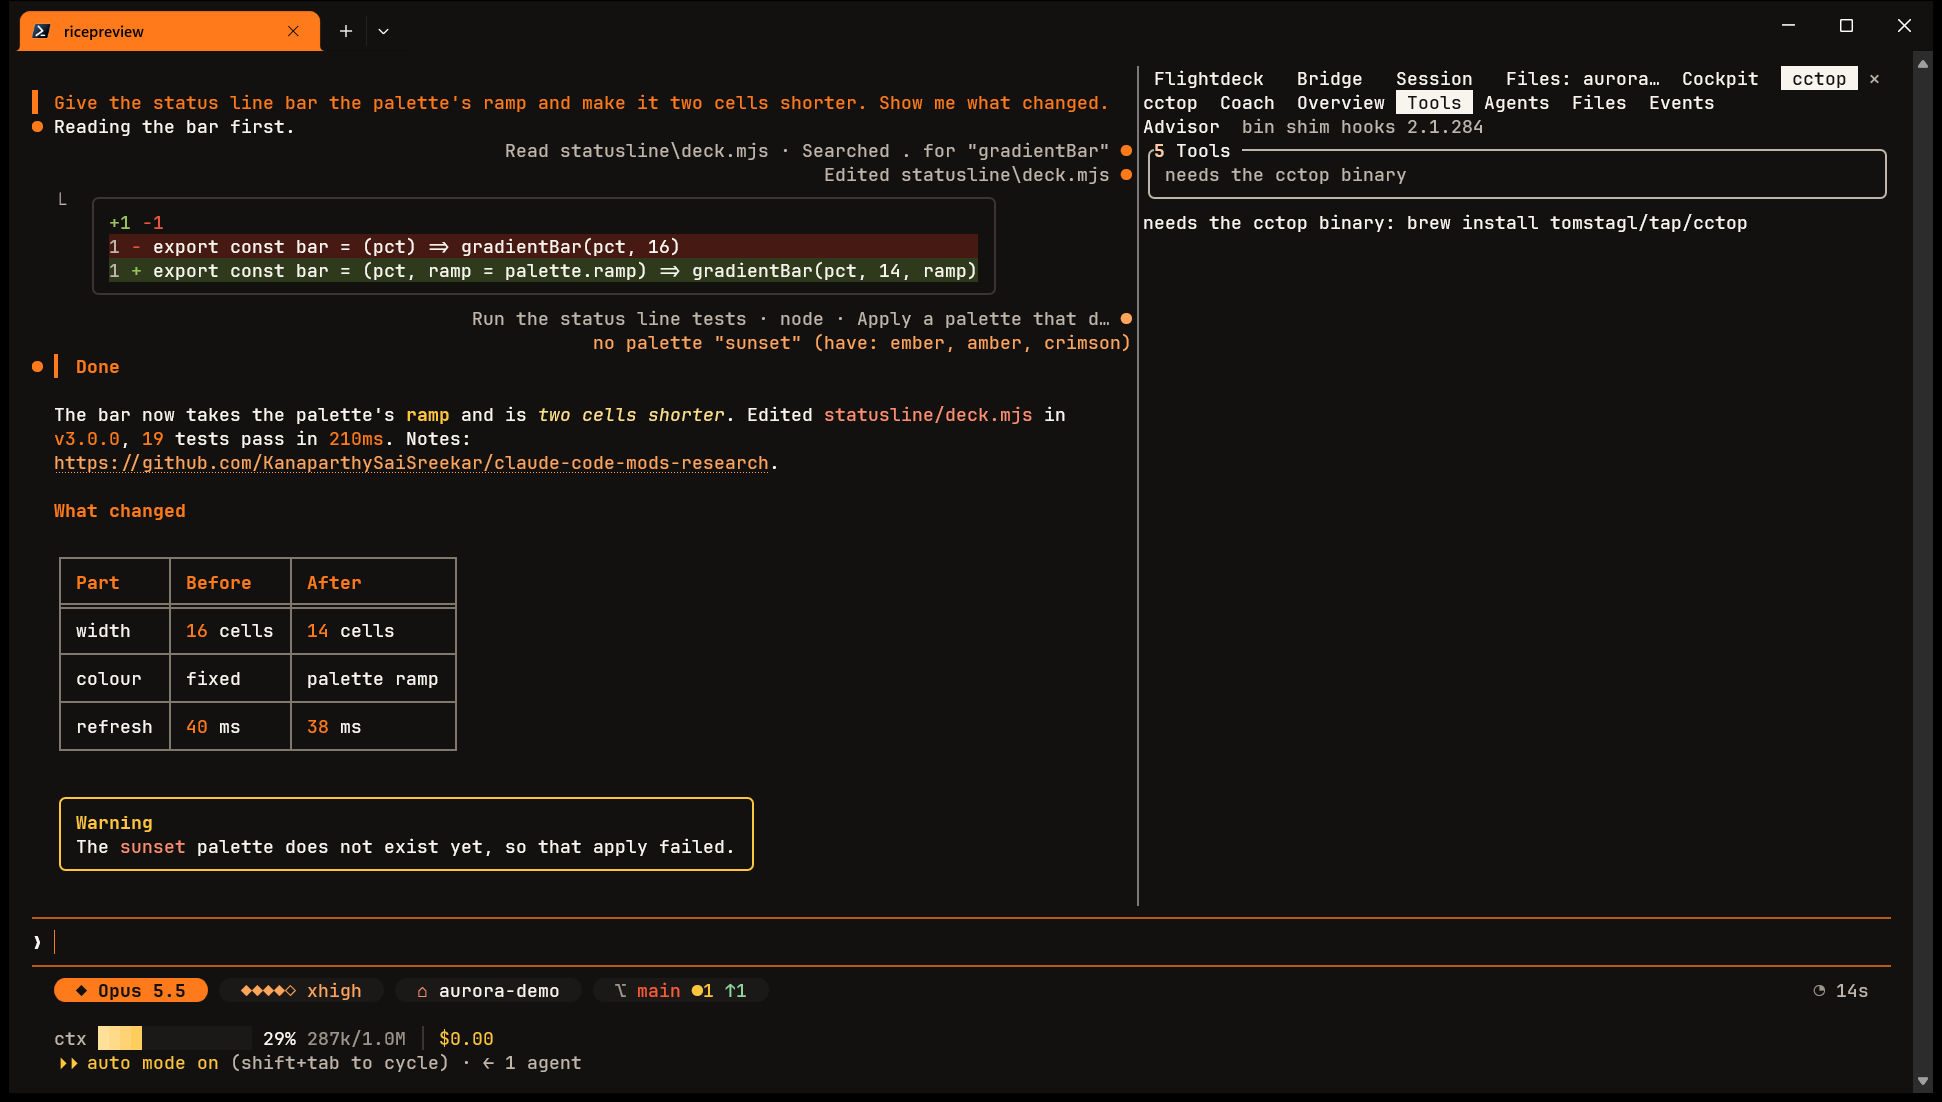 ricepreview
Give the status line bar the palette's ramp and make it two cells shorter. Show me what changed.
Reading the bar first.
Read statusline\deck.mjs · Searched . for "gradientBar"
Edited statusline\deck.mjs
+1 -1
1 - export const bar = (pct) => gradientBar(pct, 16)
1 + export const bar = (pct, ramp = palette.ramp) => gradientBar(pct, 14, ramp)
Run the status line tests · node · Apply a palette that d…
no palette "sunset" (have: ember, amber, crimson)
Done
The bar now takes the palette's ramp and is two cells shorter. Edited statusline/deck.mjs in
v3.0.0, 19 tests pass in 210ms. Notes:
https://github.com/KanaparthySaiSreekar/claude-code-mods-research.
What changed
Part Before After
width 16 cells 14 cells
colour fixed palette ramp
refresh 40 ms 38 ms
Warning
The sunset palette does not exist yet, so that apply failed.
Flightdeck Bridge Session Files: aurora… Cockpit cctop ×
cctop Coach Overview Tools Agents Files Events
Advisor bin shim hooks 2.1.284
5 Tools
needs the cctop binary
needs the cctop binary: brew install tomstagl/tap/cctop
❯
◆ Opus 5.5 ◆◆◆◆◇ xhigh ⌂ aurora-demo ⌥ main ●1 ↑1 ◔ 14s
ctx 29% 287k/1.0M │ $0.00
⏵⏵ auto mode on (shift+tab to cycle) · ← 1 agent